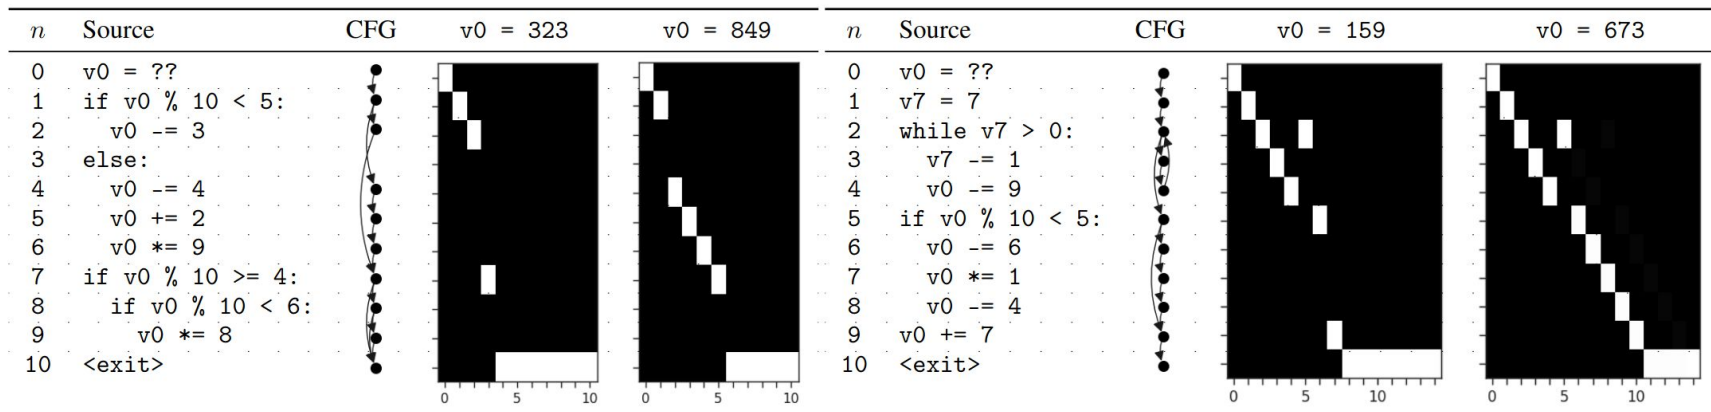 n Source CFG v0 = 323 v0 = 849
0 v0 = ??
1 if v0 % 10 < 5:
2 v0 -= 3
3 else:
4 v0 -= 4
5 v0 += 2
6 v0 *= 9
7 if v0 % 10 >= 4:
8 if v0 % 10 < 6:
9 v0 *= 8
10 <exit>
0 5 10 0 5 10
n Source CFG v0 = 159 v0 = 673
0 v0 = ??
1 v7 = 7
2 while v7 > 0:
3 v7 -= 1
4 v0 -= 9
5 if v0 % 10 < 5:
6 v0 -= 6
7 v0 *= 1
8 v0 -= 4
9 v0 += 7
10 <exit>
0 5 10 0 5 10